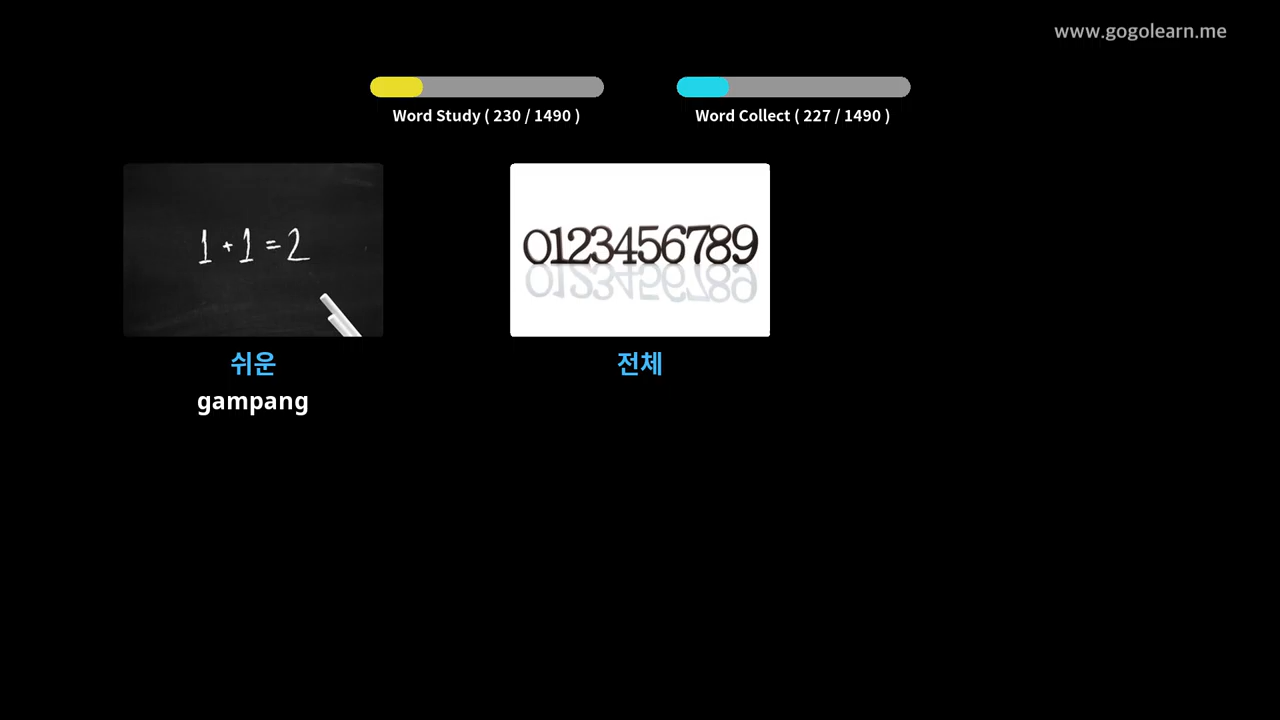 www.gogolearn.me
Word Study ( 230 / 1490 )
Word Collect ( 227 / 1490 )
1 + 1 = 2
0123456789
쉬운
전체
gampang